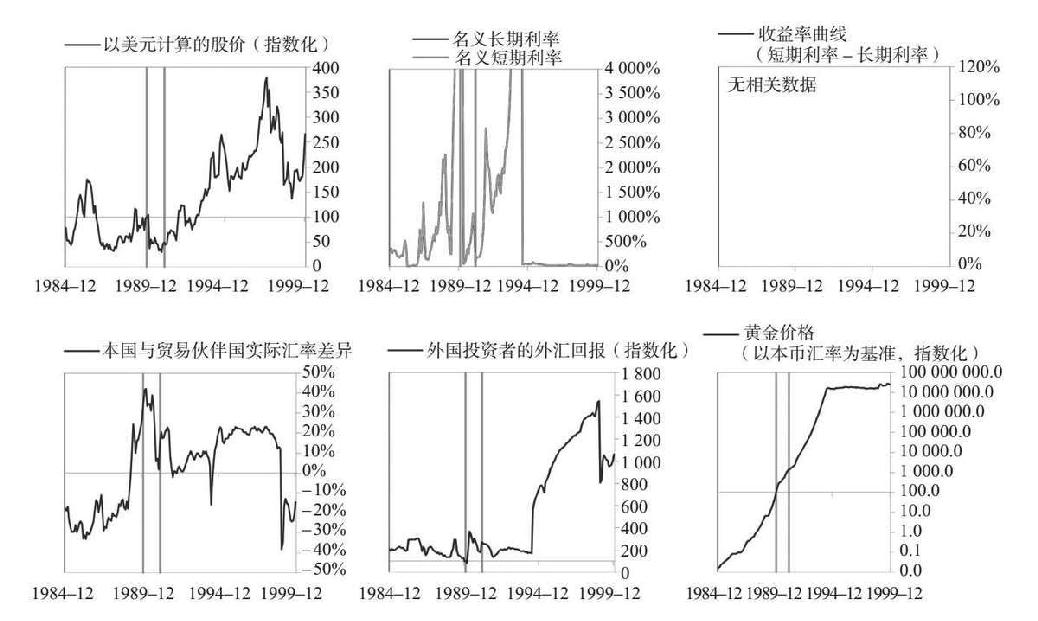 以美元计算的股价（指数化）
400
350
300
250
200
150
100
50
0
1984–12 1989–12 1994–12 1999–12
名义长期利率
名义短期利率
4 000%
3 500%
3 000%
2 500%
2 000%
1 500%
1 000%
500%
0%
1984–12 1989–12 1994–12 1999–12
收益率曲线
（短期利率–长期利率）
无相关数据
120%
100%
80%
60%
40%
20%
0%
1984–12 1989–12 1994–12 1999–12
本国与贸易伙伴国实际汇率差异
50%
40%
30%
20%
10%
0%
–10%
–20%
–30%
–40%
–50%
1984–12 1989–12 1994–12 1999–12
外国投资者的外汇回报（指数化）
1 800
1 600
1 400
1 200
1 000
800
600
400
200
0
1984–12 1989–12 1994–12 1999–12
黄金价格
（以本币汇率为基准，指数化）
100 000 000.0
10 000 000.0
1 000 000.0
100 000.0
10 000.0
1 000.0
100.0
10.0
1.0
0.1
0.0
1984–12 1989–12 1994–12 1999–12